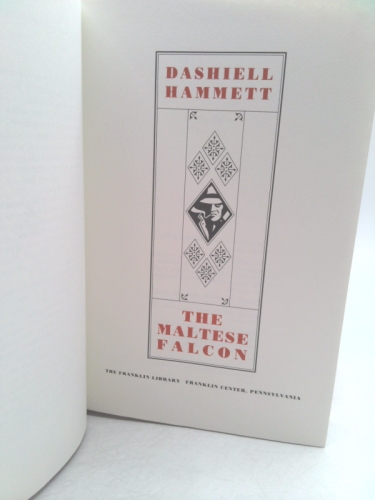 DASHIELL
HAMMETT
THE
MALTESE
FALCON
THE FRANKLIN LIBRARY FRANKLIN CENTER, PENNSYLVANIA